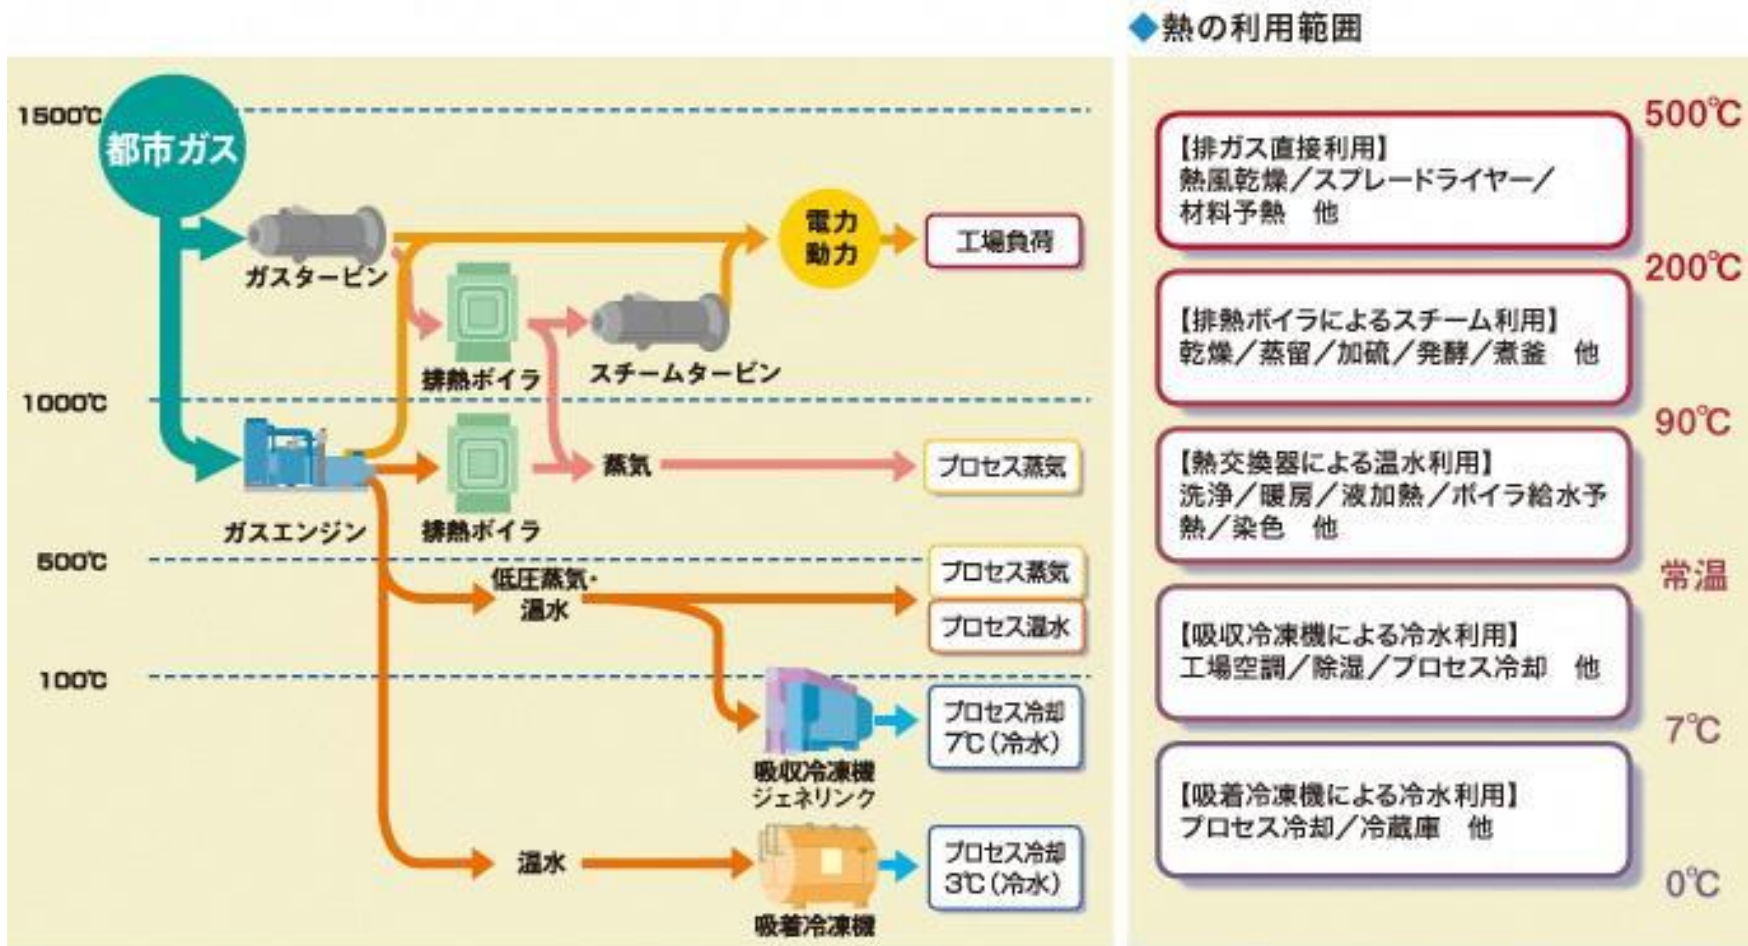 ◆熱の利用範囲
1500℃
都市ガス
ガスタービン
電力
動力
工場負荷
排熱ボイラ
スチームタービン
1000℃
ガスエンジン
排熱ボイラ
蒸気
プロセス蒸気
500℃
低圧蒸気・
温水
プロセス蒸気
プロセス温水
100℃
吸収冷凍機
ジェネリンク
プロセス冷却
7℃(冷水)
温水
吸着冷凍機
プロセス冷却
3℃(冷水)
500℃
【排ガス直接利用】
熱風乾燥/スプレードライヤー/
材料予熱 他
200℃
【排熱ボイラによるスチーム利用】
乾燥/蒸留/加硫/発酵/煮釜 他
90℃
【熱交換器による温水利用】
洗浄/暖房/液加熱/ボイラ給水予
熱/染色 他
常温
【吸収冷凍機による冷水利用】
工場空調/除湿/プロセス冷却 他
7℃
【吸着冷凍機による冷水利用】
プロセス冷却/冷蔵庫 他
0℃